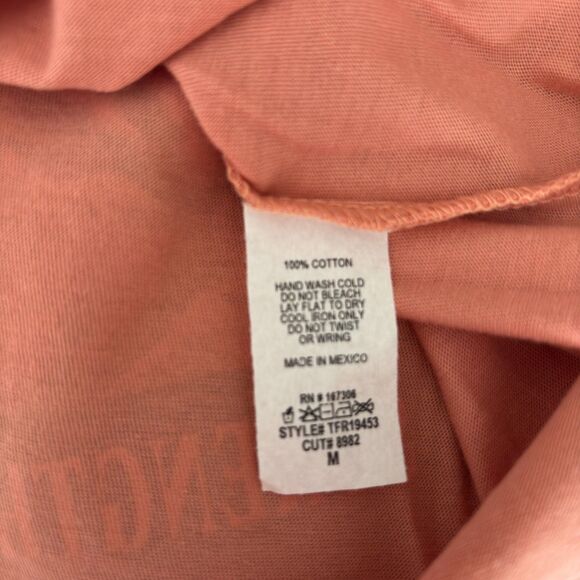 100% COTTON
HAND WASH COLD
DO NOT BLEACH
LAY FLAT TO DRY
COOL IRON ONLY
DO NOT TWIST
OR WRING
MADE IN MEXICO
RN # 167306
STYLE# TFR19453
CUT# 8982
M